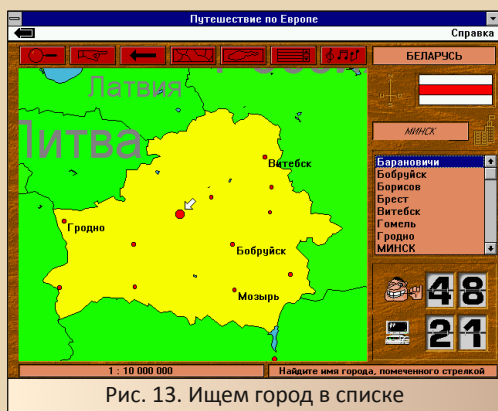 Путешествие по Европе
Справка
БЕЛАРУСЬ
Латвия
Литва
МИНСК
Барановичи
Бобруйск
Борисов
Брест
Витебск
Гомель
Гродно
МИНСК
Витебск
Гродно
Бобруйск
Мозырь
48
21
1 : 10 000 000
Найдите имя города, помеченного стрелкой
Рис. 13. Ищем город в списке